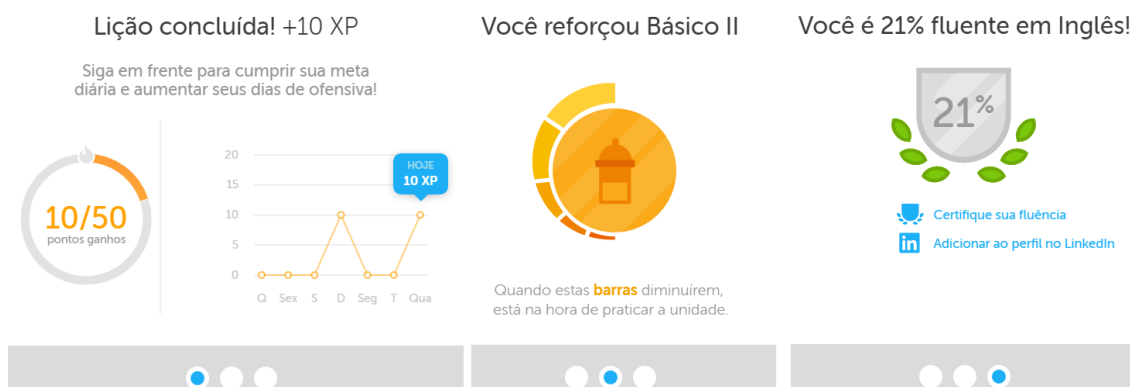 Lição concluída! +10 XP
Siga em frente para cumprir sua meta
diária e aumentar seus dias de ofensiva!
10/50
pontos ganhos
20
15
10
5
0
HOJE
10 XP
Q Sex S D Seg T Qua
Você reforçou Básico II
Quando estas barras diminuírem,
está na hora de praticar a unidade.
Você é 21% fluente em Inglês!
21%
Certifique sua fluência
in Adicionar ao perfil no LinkedIn